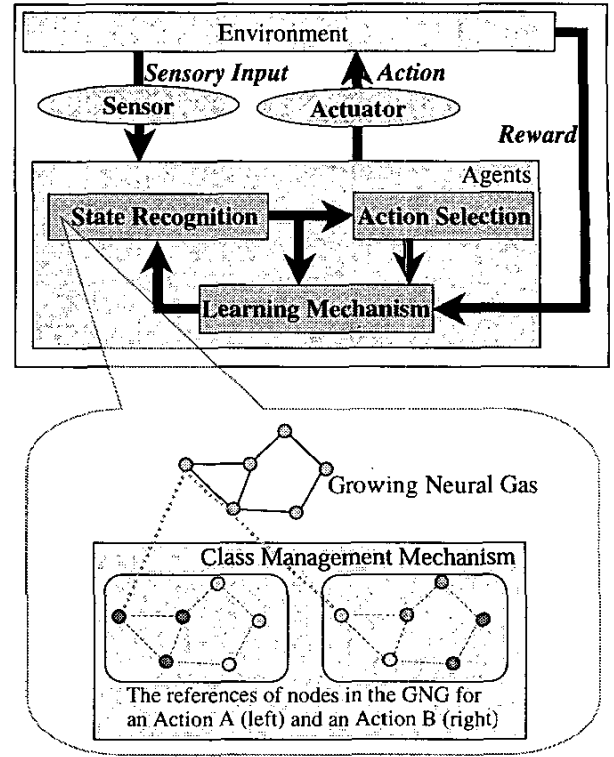 Environment
Sensory Input
Action
Sensor
Actuator
Reward
Agents
State Recognition
Action Selection
Learning Mechanism
Growing Neural Gas
Class Management Mechanism
The references of nodes in the GNG for
an Action A (left) and an Action B (right)